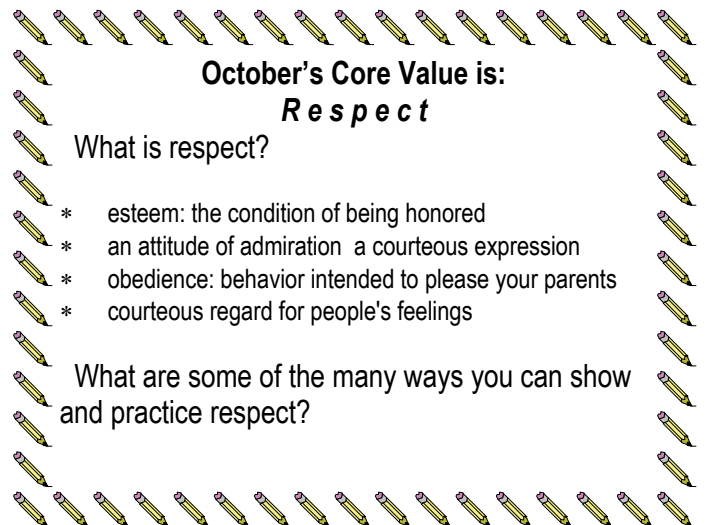 October’s Core Value is:
R e s p e c t
What is respect?
* esteem: the condition of being honored
* an attitude of admiration  a courteous expression
* obedience: behavior intended to please your parents
* courteous regard for people's feelings
What are some of the many ways you can show
and practice respect?